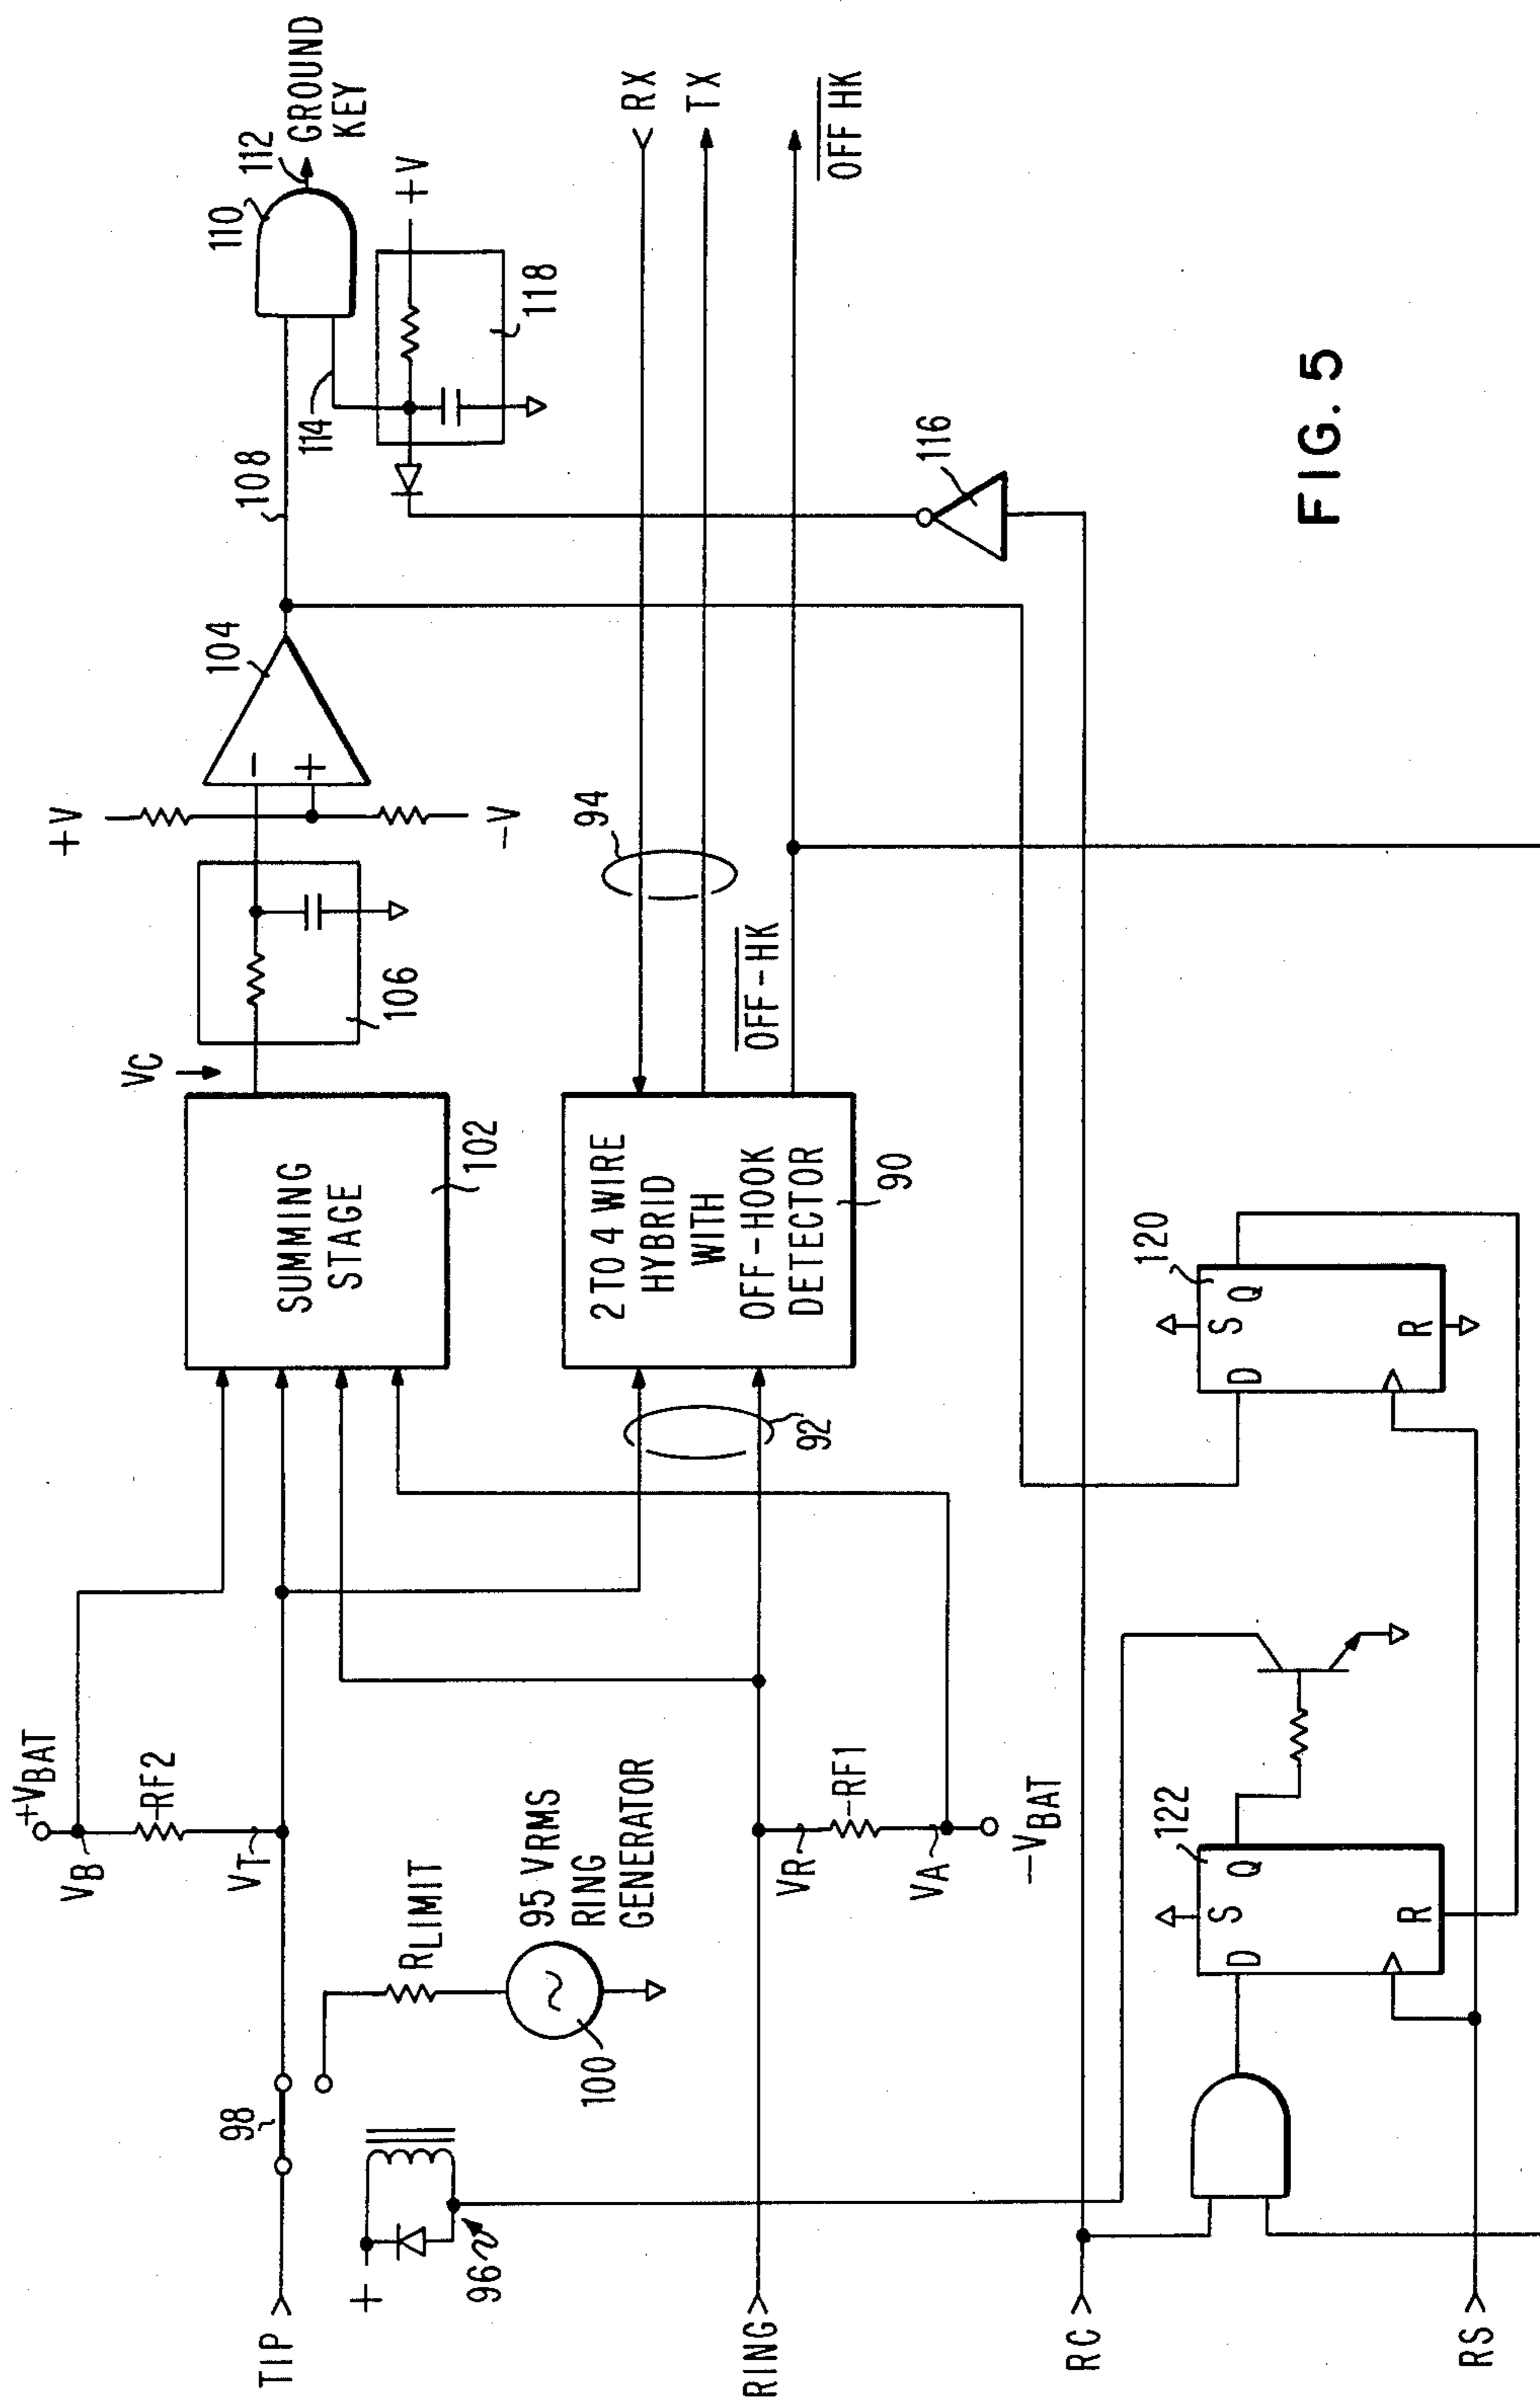 +VBAT
VB
RF2
VT
TIP
98
+
96
RLIMIT
95 VRMS
RING
GENERATOR
100
RING
VR
RF1
VA
-VBAT
SUMMING
STAGE
102
VC
106
+V
-V
-
+
104
108
110
112
GROUND
KEY
114
118
+V
2 TO 4 WIRE
HYBRID
WITH
OFF-HOOK
DETECTOR
90
92
94
RX
TX
OFF-HK
OFF HK
116
RC
RS
122
D
S
Q
R
120
D
S
Q
R
FIG. 5